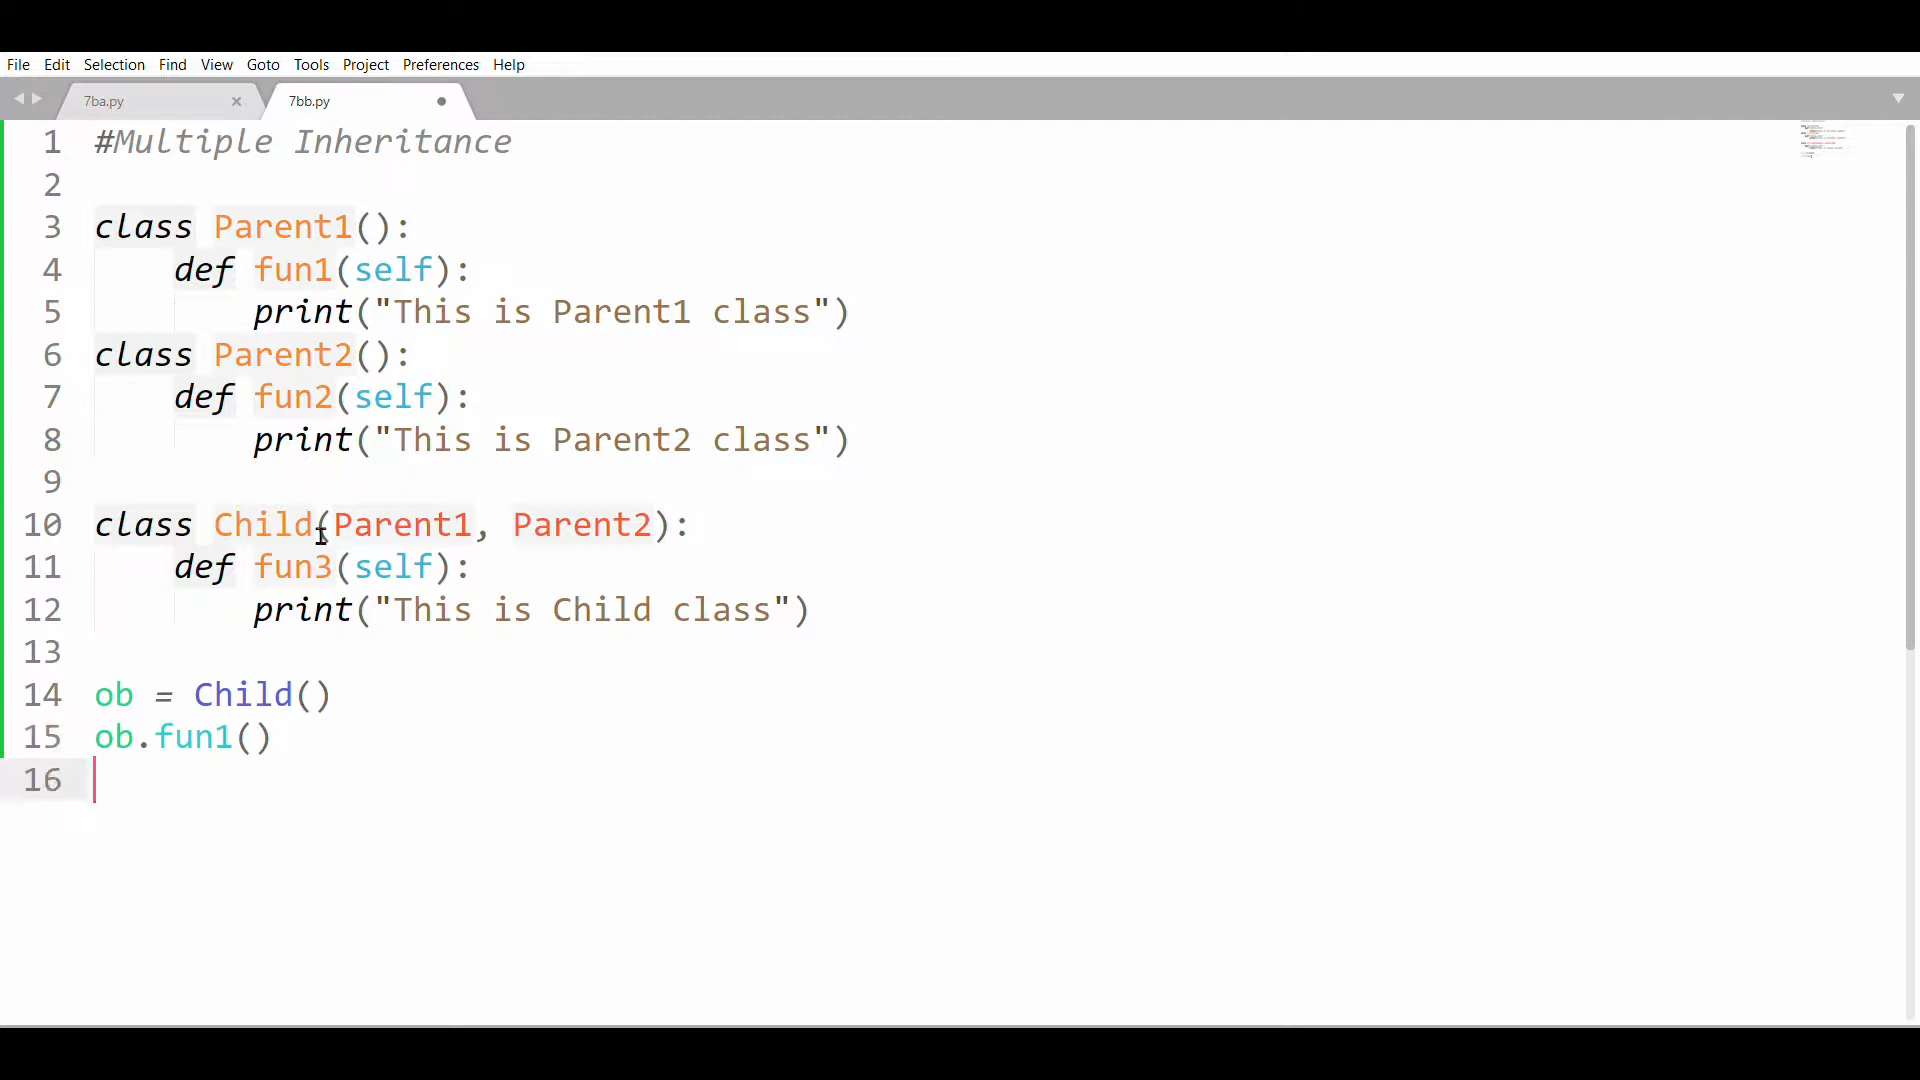 File Edit Selection Find View Goto Tools Project Preferences Help
7ba.py 7bb.py
1 #Multiple Inheritance
2
3 class Parent1():
4     def fun1(self):
5         print("This is Parent1 class")
6 class Parent2():
7     def fun2(self):
8         print("This is Parent2 class")
9
10 class Child(Parent1, Parent2):
11     def fun3(self):
12         print("This is Child class")
13
14 ob = Child()
15 ob.fun1()
16